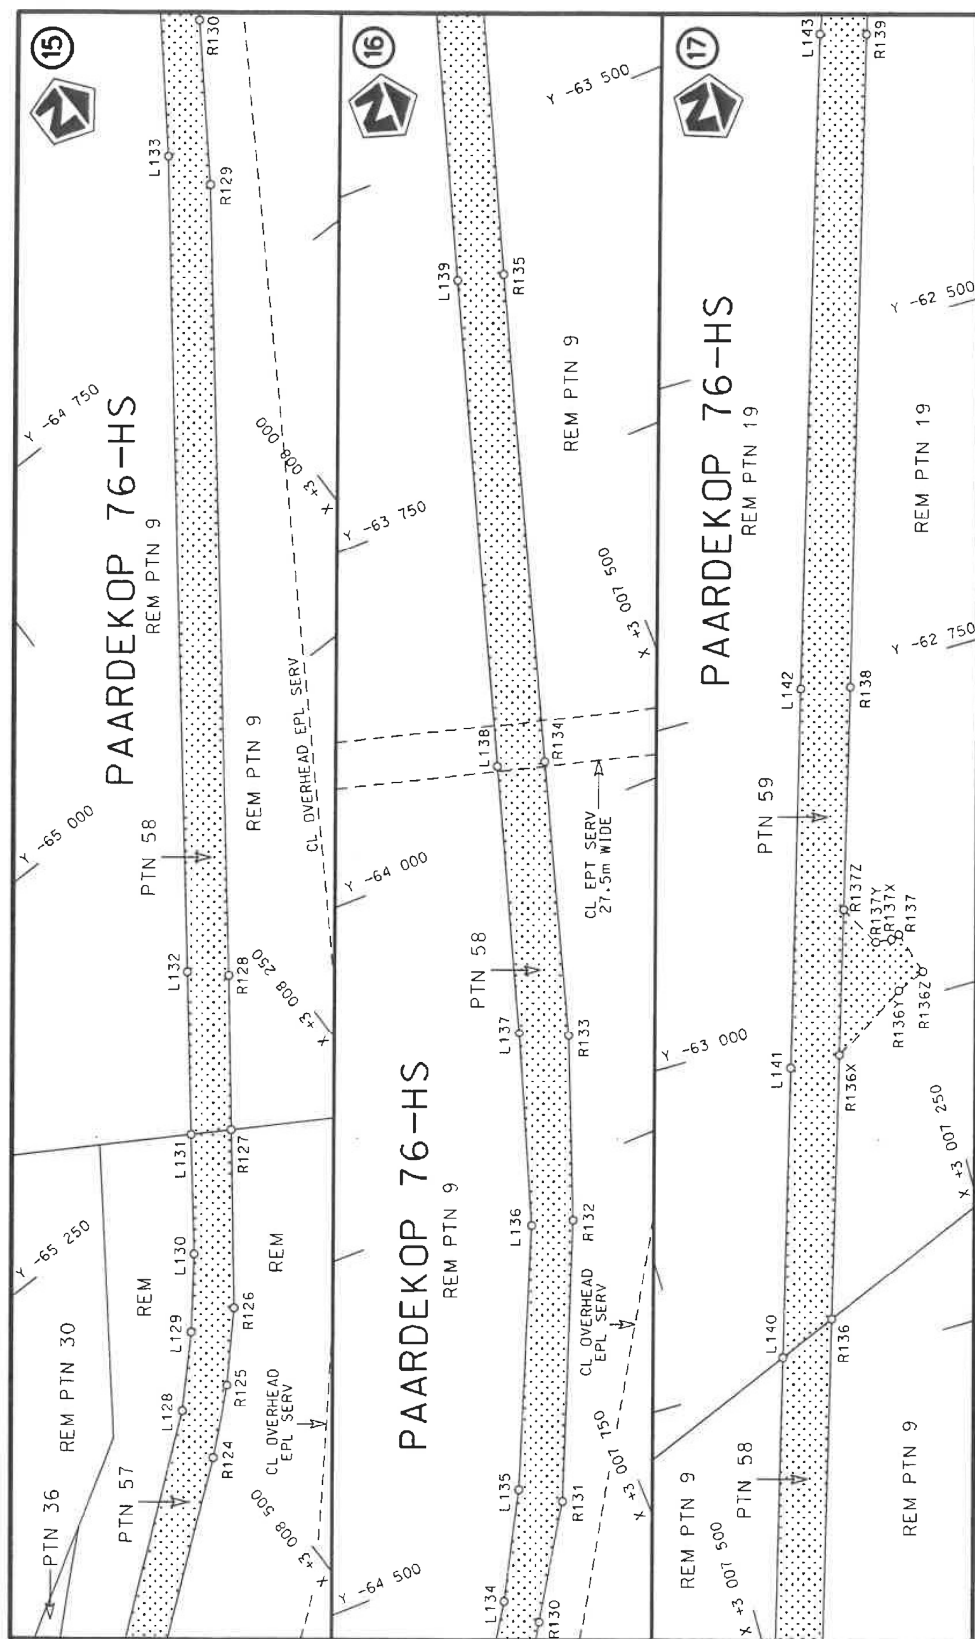 15
PTN 36
REM PTN 30
Y -65 250
Y -65 000
Y -64 750
PAARDEKOP 76-HS
REM PTN 9
PTN 57
REM
PTN 58
L128
L129
L130
L131
L132
L133
R124
R125
R126
R127
R128
R129
R130
REM
REM PTN 9
CL OVERHEAD
EPL SERV
CL OVERHEAD EPL SERV
X +3 008 500
X +3 008 250
X +3 008 000
16
Y -64 500
Y -64 000
Y -63 750
Y -63 500
PAARDEKOP 76-HS
REM PTN 9
PTN 58
L134
L135
L136
L137
L138
L139
R130
R131
R132
R133
R134
R135
CL OVERHEAD
EPL SERV
CL EPT SERV
27.5m WIDE
REM PTN 9
X +3 007 750
X +3 007 500
17
REM PTN 9
X +3 007 500
PTN 58
Y -63 000
PTN 59
PAARDEKOP 76-HS
REM PTN 19
L140
L141
L142
L143
R136
R136X
R136Y
R136Z
R137
R137X
R137Y
R137Z
R138
R139
REM PTN 9
X +3 007 250
Y -62 750
REM PTN 19
Y -62 500